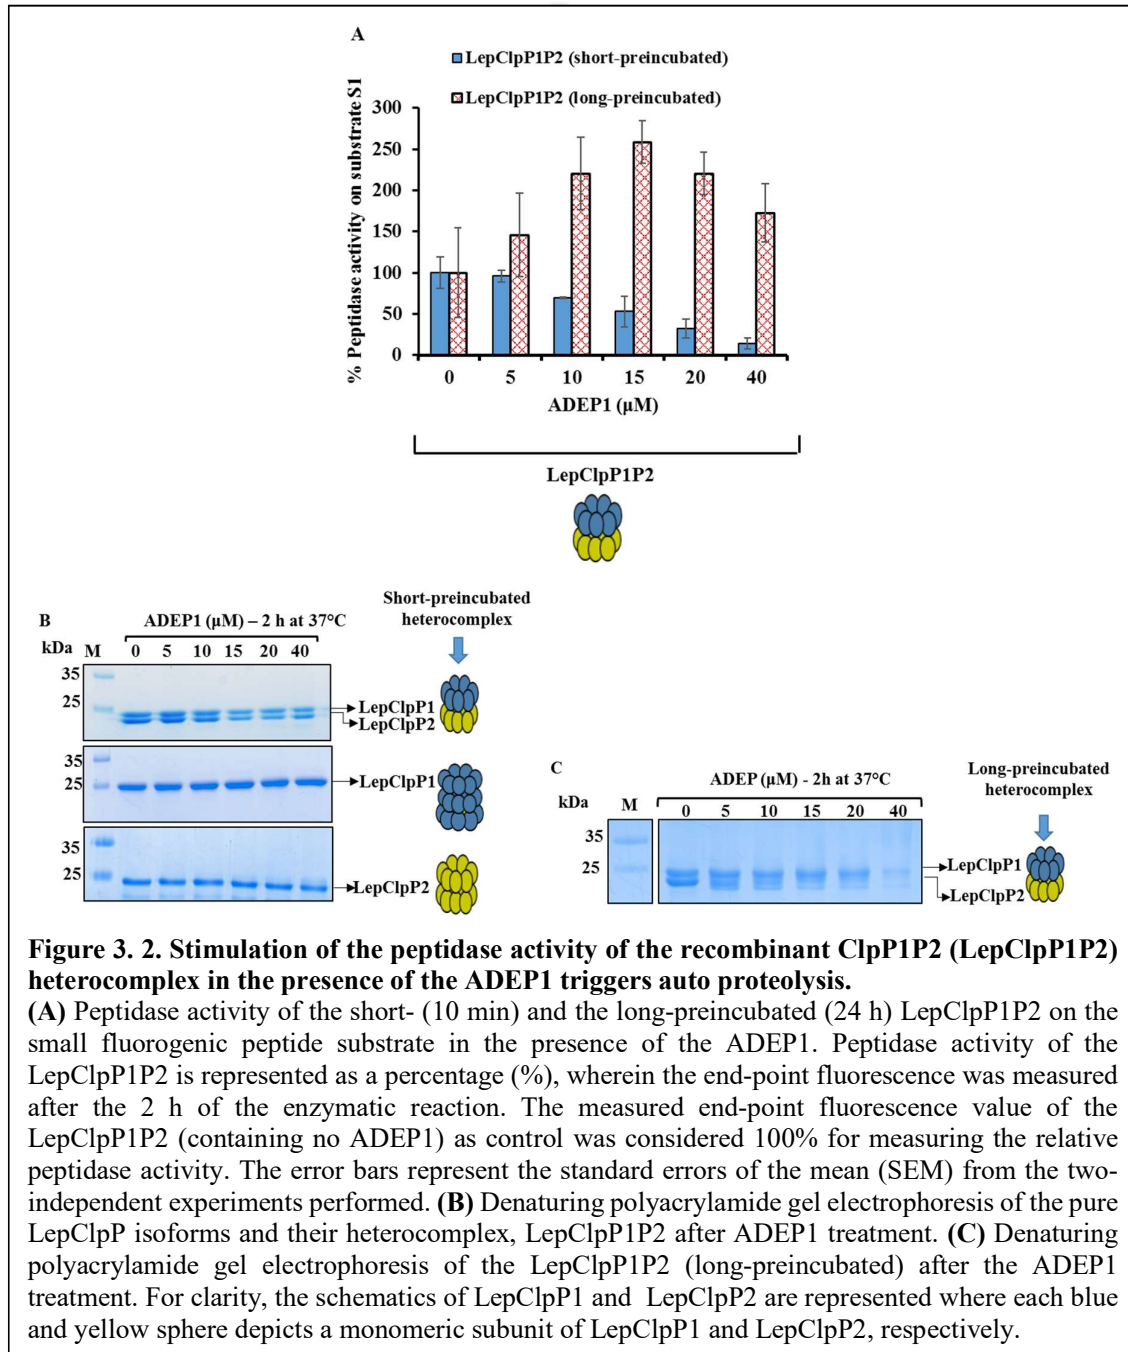 A
LepClpP1P2 (short-preincubated)
LepClpP1P2 (long-preincubated)
% Peptidase activity on substrate S1
300
250
200
150
100
50
0
0 5 10 15 20 40
ADEP1 (µM)
LepClpP1P2
B
ADEP1 (µM) – 2 h at 37°C
Short-preincubated
heterocomplex
kDa M 0 5 10 15 20 40
35
25
LepClpP1
LepClpP2
35
25
LepClpP1
35
25
LepClpP2
C
ADEP (µM) - 2h at 37°C
Long-preincubated
heterocomplex
kDa M 0 5 10 15 20 40
35
25
LepClpP1
LepClpP2
Figure 3. 2. Stimulation of the peptidase activity of the recombinant ClpP1P2 (LepClpP1P2)
heterocomplex in the presence of the ADEP1 triggers auto proteolysis.
(A) Peptidase activity of the short- (10 min) and the long-preincubated (24 h) LepClpP1P2 on the
small fluorogenic peptide substrate in the presence of the ADEP1. Peptidase activity of the
LepClpP1P2 is represented as a percentage (%), wherein the end-point fluorescence was measured
after the 2 h of the enzymatic reaction. The measured end-point fluorescence value of the
LepClpP1P2 (containing no ADEP1) as control was considered 100% for measuring the relative
peptidase activity. The error bars represent the standard errors of the mean (SEM) from the two-
independent experiments performed. (B) Denaturing polyacrylamide gel electrophoresis of the pure
LepClpP isoforms and their heterocomplex, LepClpP1P2 after ADEP1 treatment. (C) Denaturing
polyacrylamide gel electrophoresis of the LepClpP1P2 (long-preincubated) after the ADEP1
treatment. For clarity, the schematics of LepClpP1 and LepClpP2 are represented where each blue
and yellow sphere depicts a monomeric subunit of LepClpP1 and LepClpP2, respectively.